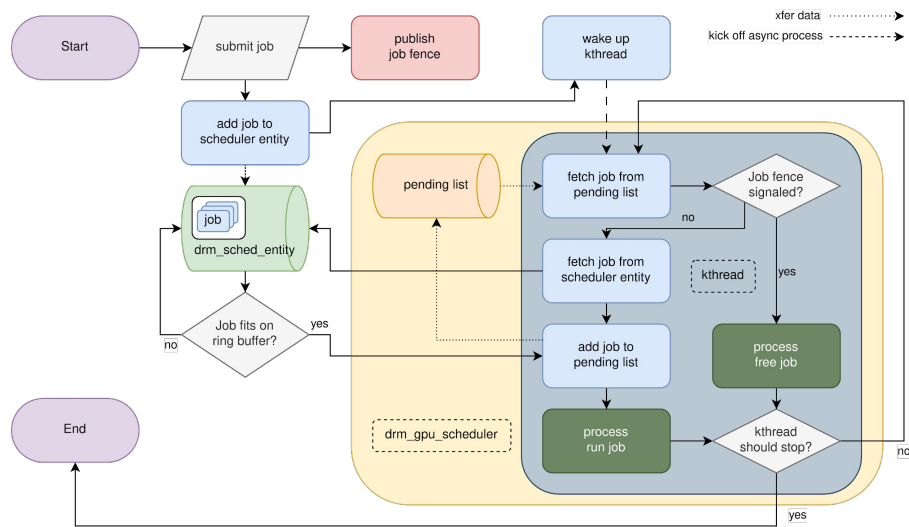 xfer data
kick off async process
Start
submit job
publish
job fence
wake up
kthread
add job to
scheduler entity
pending list
fetch job from
pending list
Job fence
signaled?
no
job
drm_sched_entity
fetch job from
scheduler entity
kthread
yes
Job fits on
ring buffer?
yes
no
add job to
pending list
process
free job
End
drm_gpu_scheduler
process
run job
kthread
should stop?
no
yes